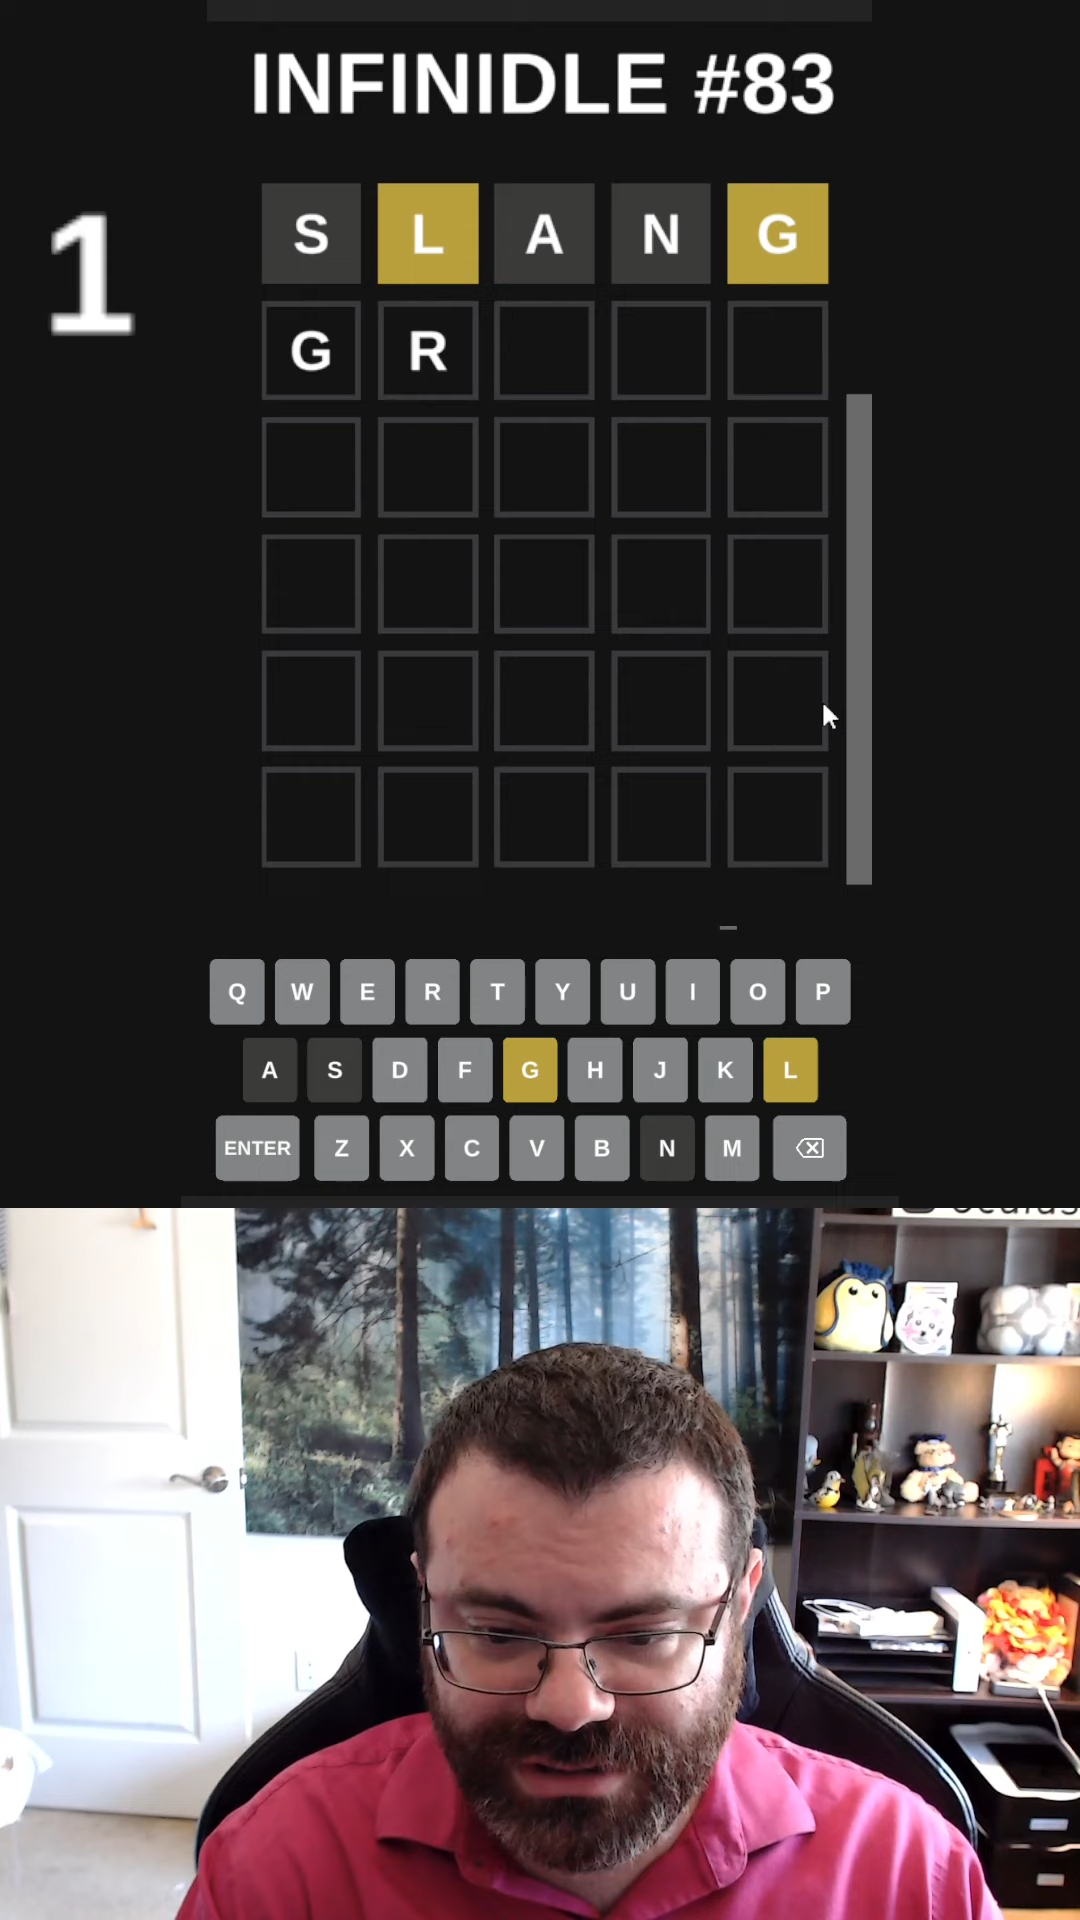 INFINIDLE #83
1
S L A N G
G R
Q W E R T Y U I O P
A S D F G H J K L
ENTER Z X C V B N M